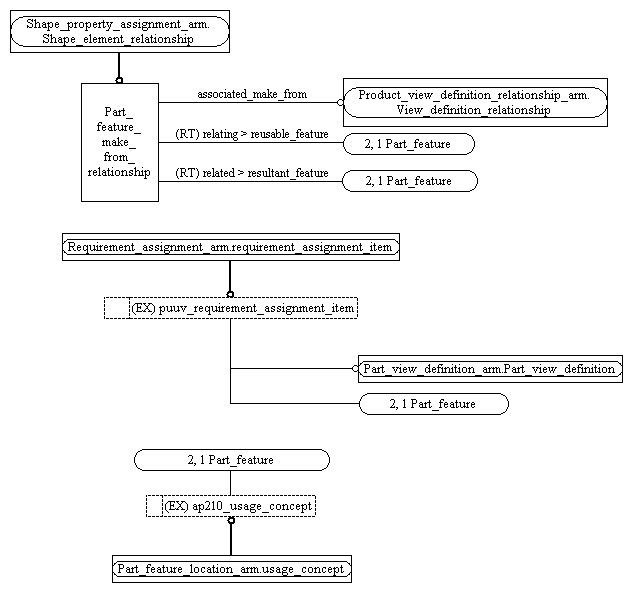 Shape_property_assignment_arm.
Shape_element_relationship
associated_make_from
Product_view_definition_relationship_arm.
View_definition_relationship
Part_
feature_
make_
from_
relationship
(RT) relating > reusable_feature
2, 1 Part_feature
(RT) related > resultant_feature
2, 1 Part_feature
Requirement_assignment_arm.requirement_assignment_item
(EX) puuv_requirement_assignment_item
Part_view_definition_arm.Part_view_definition
2, 1 Part_feature
2, 1 Part_feature
(EX) ap210_usage_concept
Part_feature_location_arm.usage_concept